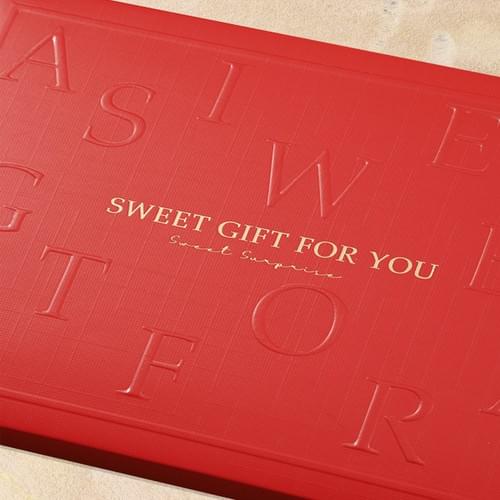 A S I W E
G T F O R
SWEET GIFT FOR YOU
Sweet Surprise